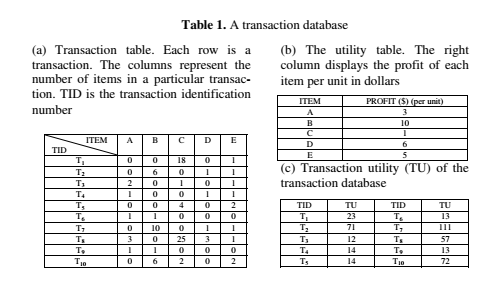 Table 1. A transaction database
(a) Transaction table. Each row is a
transaction. The columns represent the
number of items in a particular transac-
tion. TID is the transaction identification
number
ITEM A B C D E
TID
T1 0 0 18 0 1
T2 0 6 0 1 1
T3 2 0 1 0 1
T4 1 0 0 1 1
T5 0 0 4 0 2
T6 1 1 0 0 0
T7 0 10 0 1 1
T8 3 0 25 3 1
T9 1 1 0 0 0
T10 0 6 2 0 2
(b) The utility table. The right
column displays the profit of each
item per unit in dollars
ITEM PROFIT ($) (per unit)
A 3
B 10
C 1
D 6
E 5
(c) Transaction utility (TU) of the
transaction database
TID TU TID TU
T1 23 T6 13
T2 71 T7 111
T3 12 T8 57
T4 14 T9 13
T5 14 T10 72